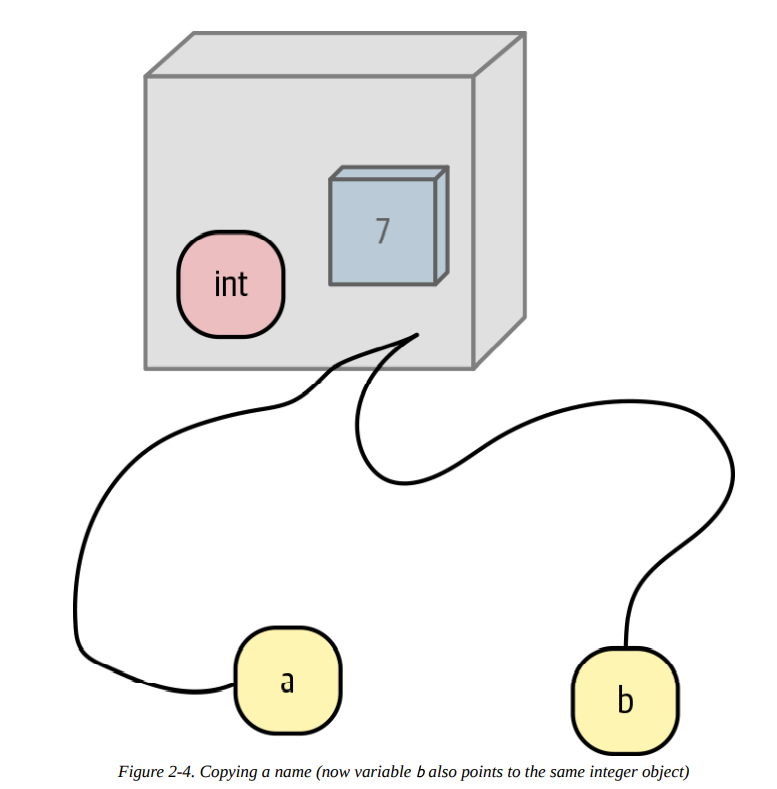 7
int
a
b
Figure 2-4. Copying a name (now variable b also points to the same integer object)